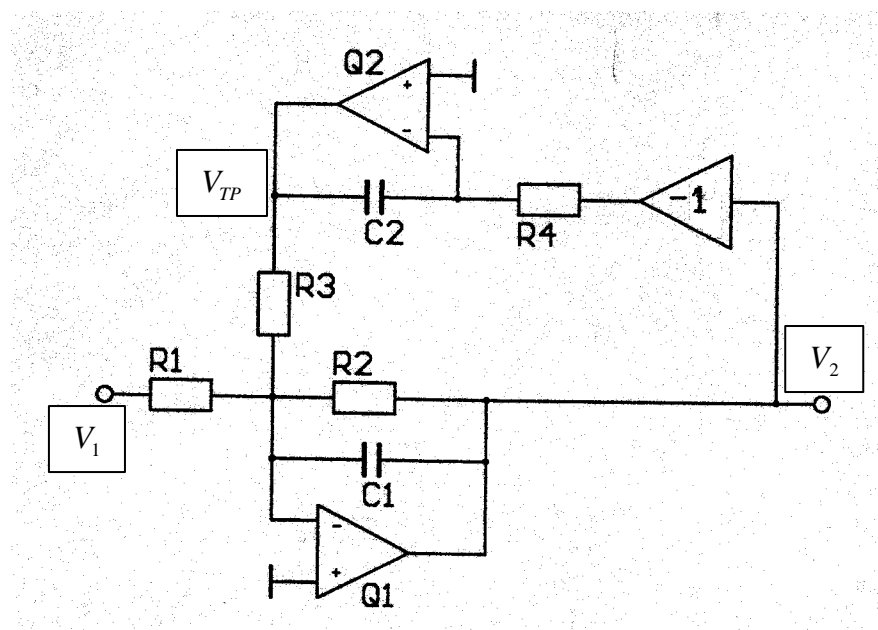 Q2
+
-
-1
V_TP
C2
R4
R3
R1
R2
V_2
V_1
C1
-
+
Q1